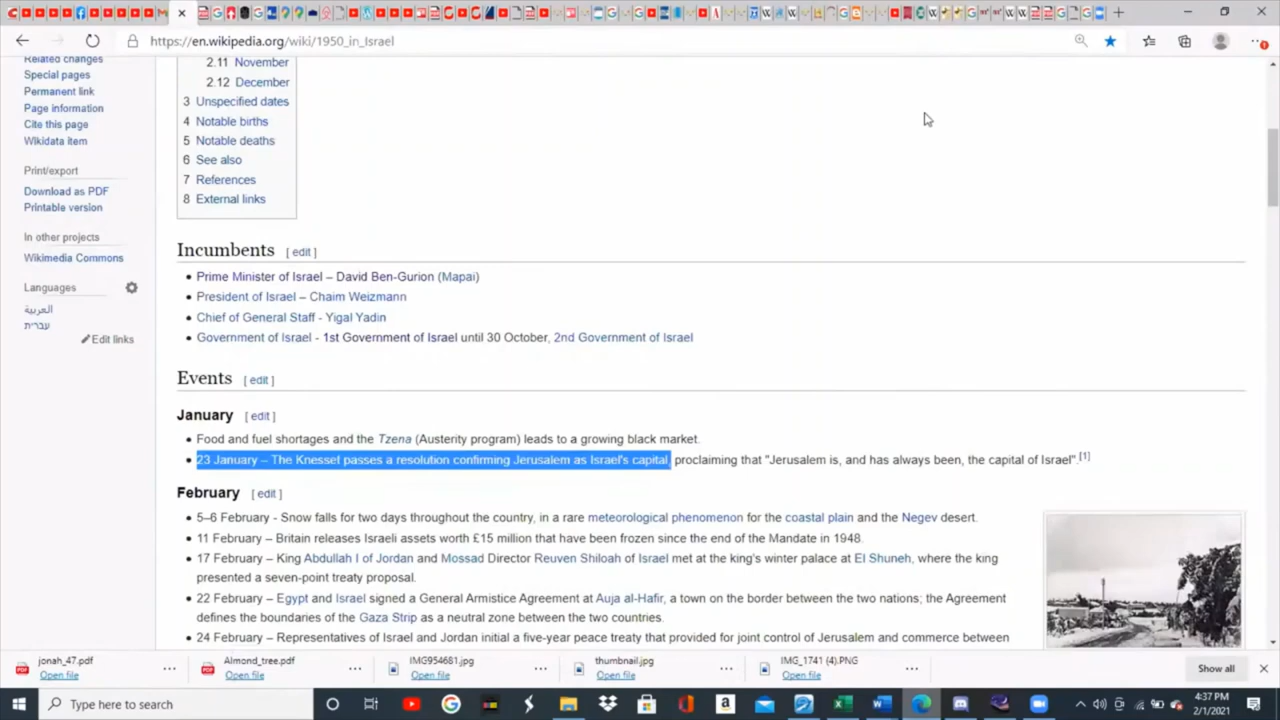 https://en.wikipedia.org/wiki/1950_in_Israel
Related changes
Special pages
Permanent link
Page information
Cite this page
Wikidata item
Print/export
Download as PDF
Printable version
In other projects
Wikimedia Commons
Languages
العربية
עברית
Edit links
2.11 November
2.12 December
3 Unspecified dates
4 Notable births
5 Notable deaths
6 See also
7 References
8 External links
Incumbents [ edit ]
• Prime Minister of Israel – David Ben-Gurion (Mapai)
• President of Israel – Chaim Weizmann
• Chief of General Staff - Yigal Yadin
• Government of Israel - 1st Government of Israel until 30 October, 2nd Government of Israel
Events [ edit ]
January [ edit ]
• Food and fuel shortages and the Tzena (Austerity program) leads to a growing black market.
• 23 January – The Knesset passes a resolution confirming Jerusalem as Israel's capital, proclaiming that "Jerusalem is, and has always been, the capital of Israel".[1]
February [ edit ]
• 5–6 February - Snow falls for two days throughout the country, in a rare meteorological phenomenon for the coastal plain and the Negev desert.
• 11 February – Britain releases Israeli assets worth £15 million that have been frozen since the end of the Mandate in 1948.
• 17 February – King Abdullah I of Jordan and Mossad Director Reuven Shiloah of Israel met at the king's winter palace at El Shuneh, where the king
presented a seven-point treaty proposal.
• 22 February – Egypt and Israel signed a General Armistice Agreement at Auja al-Hafir, a town on the border between the two nations; the Agreement
defines the boundaries of the Gaza Strip as a neutral zone between the two countries.
• 24 February – Representatives of Israel and Jordan initial a five-year peace treaty that provided for joint control of Jerusalem and commerce between
jonah_47.pdf
Open file
Almond_tree.pdf
Open file
IMG954681.jpg
Open file
thumbnail.jpg
Open file
IMG_1741 (4).PNG
Open file
Show all
Type here to search
4:37 PM
2/1/2021